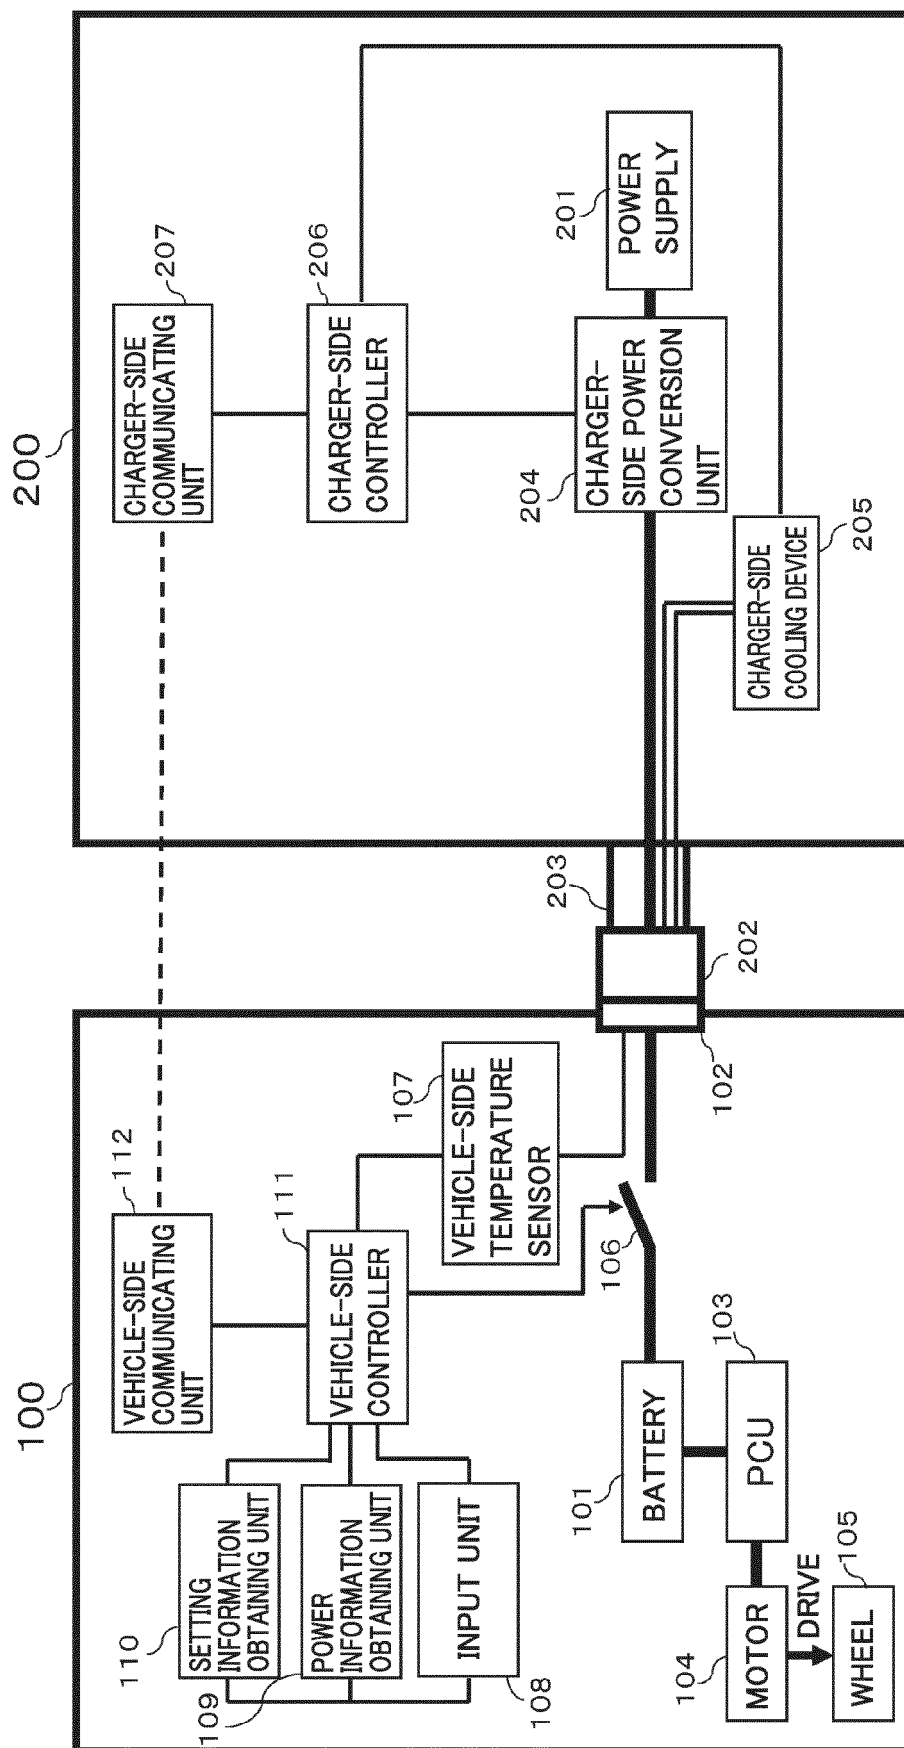 100
VEHICLE-SIDE
COMMUNICATING
UNIT
112
SETTING
INFORMATION
OBTAINING UNIT
110
POWER
INFORMATION
OBTAINING UNIT
109
INPUT UNIT
108
VEHICLE-SIDE
CONTROLLER
111
VEHICLE-SIDE
TEMPERATURE
SENSOR
107
106
102
BATTERY
101
PCU
103
MOTOR
104
DRIVE
WHEEL
105
200
CHARGER-SIDE
COMMUNICATING
UNIT
207
CHARGER-SIDE
CONTROLLER
206
CHARGER-
SIDE POWER
CONVERSION
UNIT
204
POWER
SUPPLY
201
CHARGER-SIDE
COOLING DEVICE
205
203
202